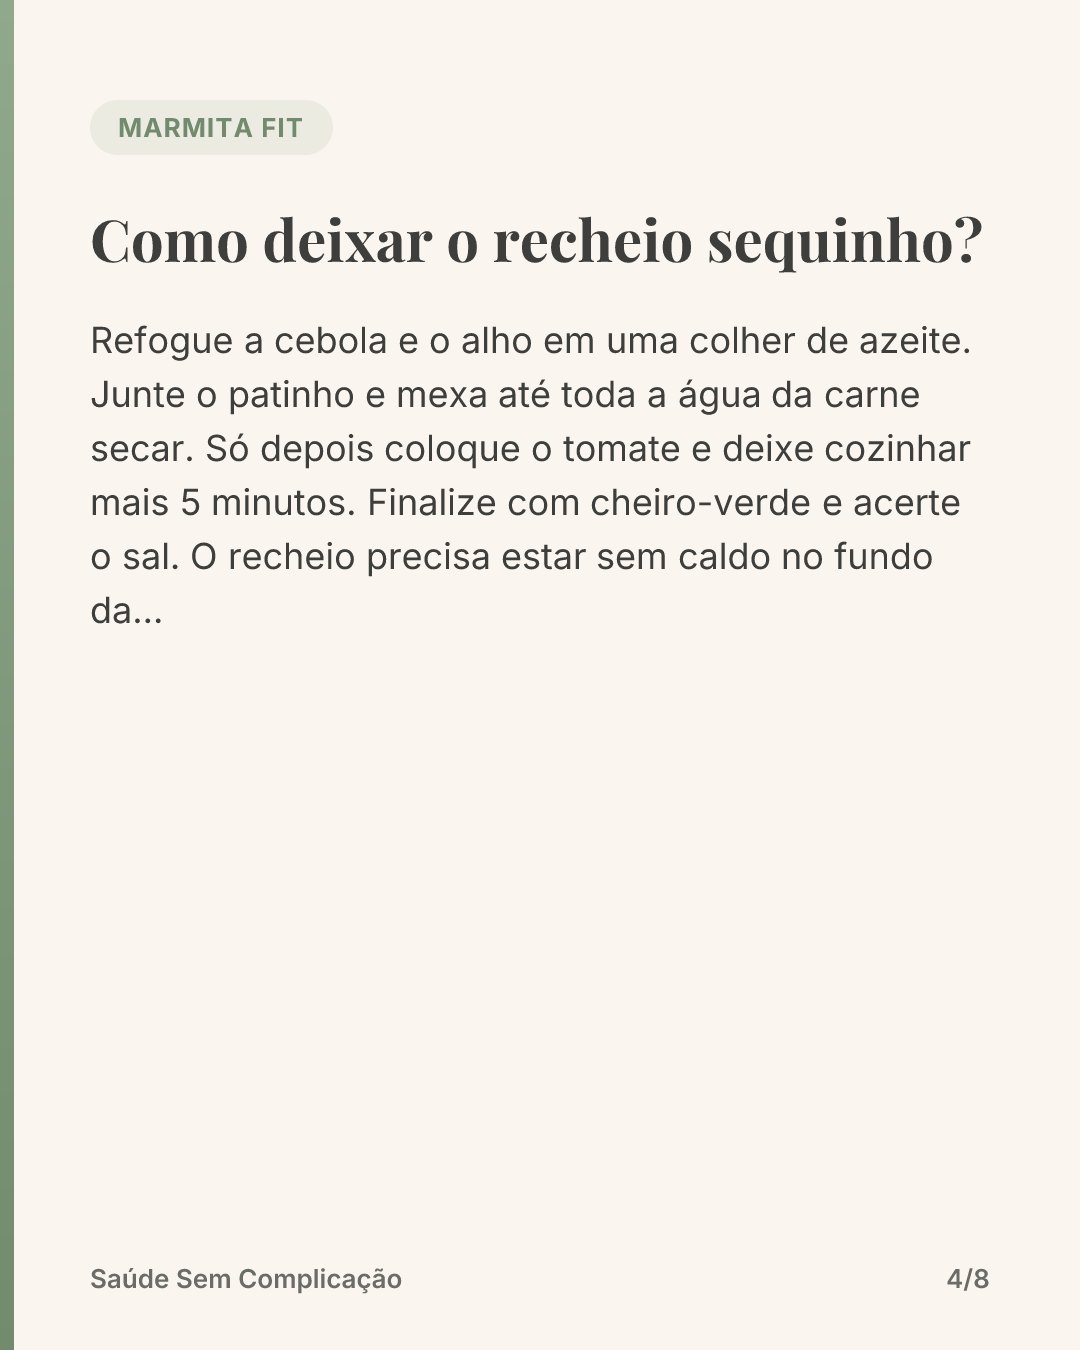 MARMITA FIT
Como deixar o recheio sequinho?
Refogue a cebola e o alho em uma colher de azeite.
Junte o patinho e mexa até toda a água da carne
secar. Só depois coloque o tomate e deixe cozinhar
mais 5 minutos. Finalize com cheiro-verde e acerte
o sal. O recheio precisa estar sem caldo no fundo
da...
Saúde Sem Complicação
4/8